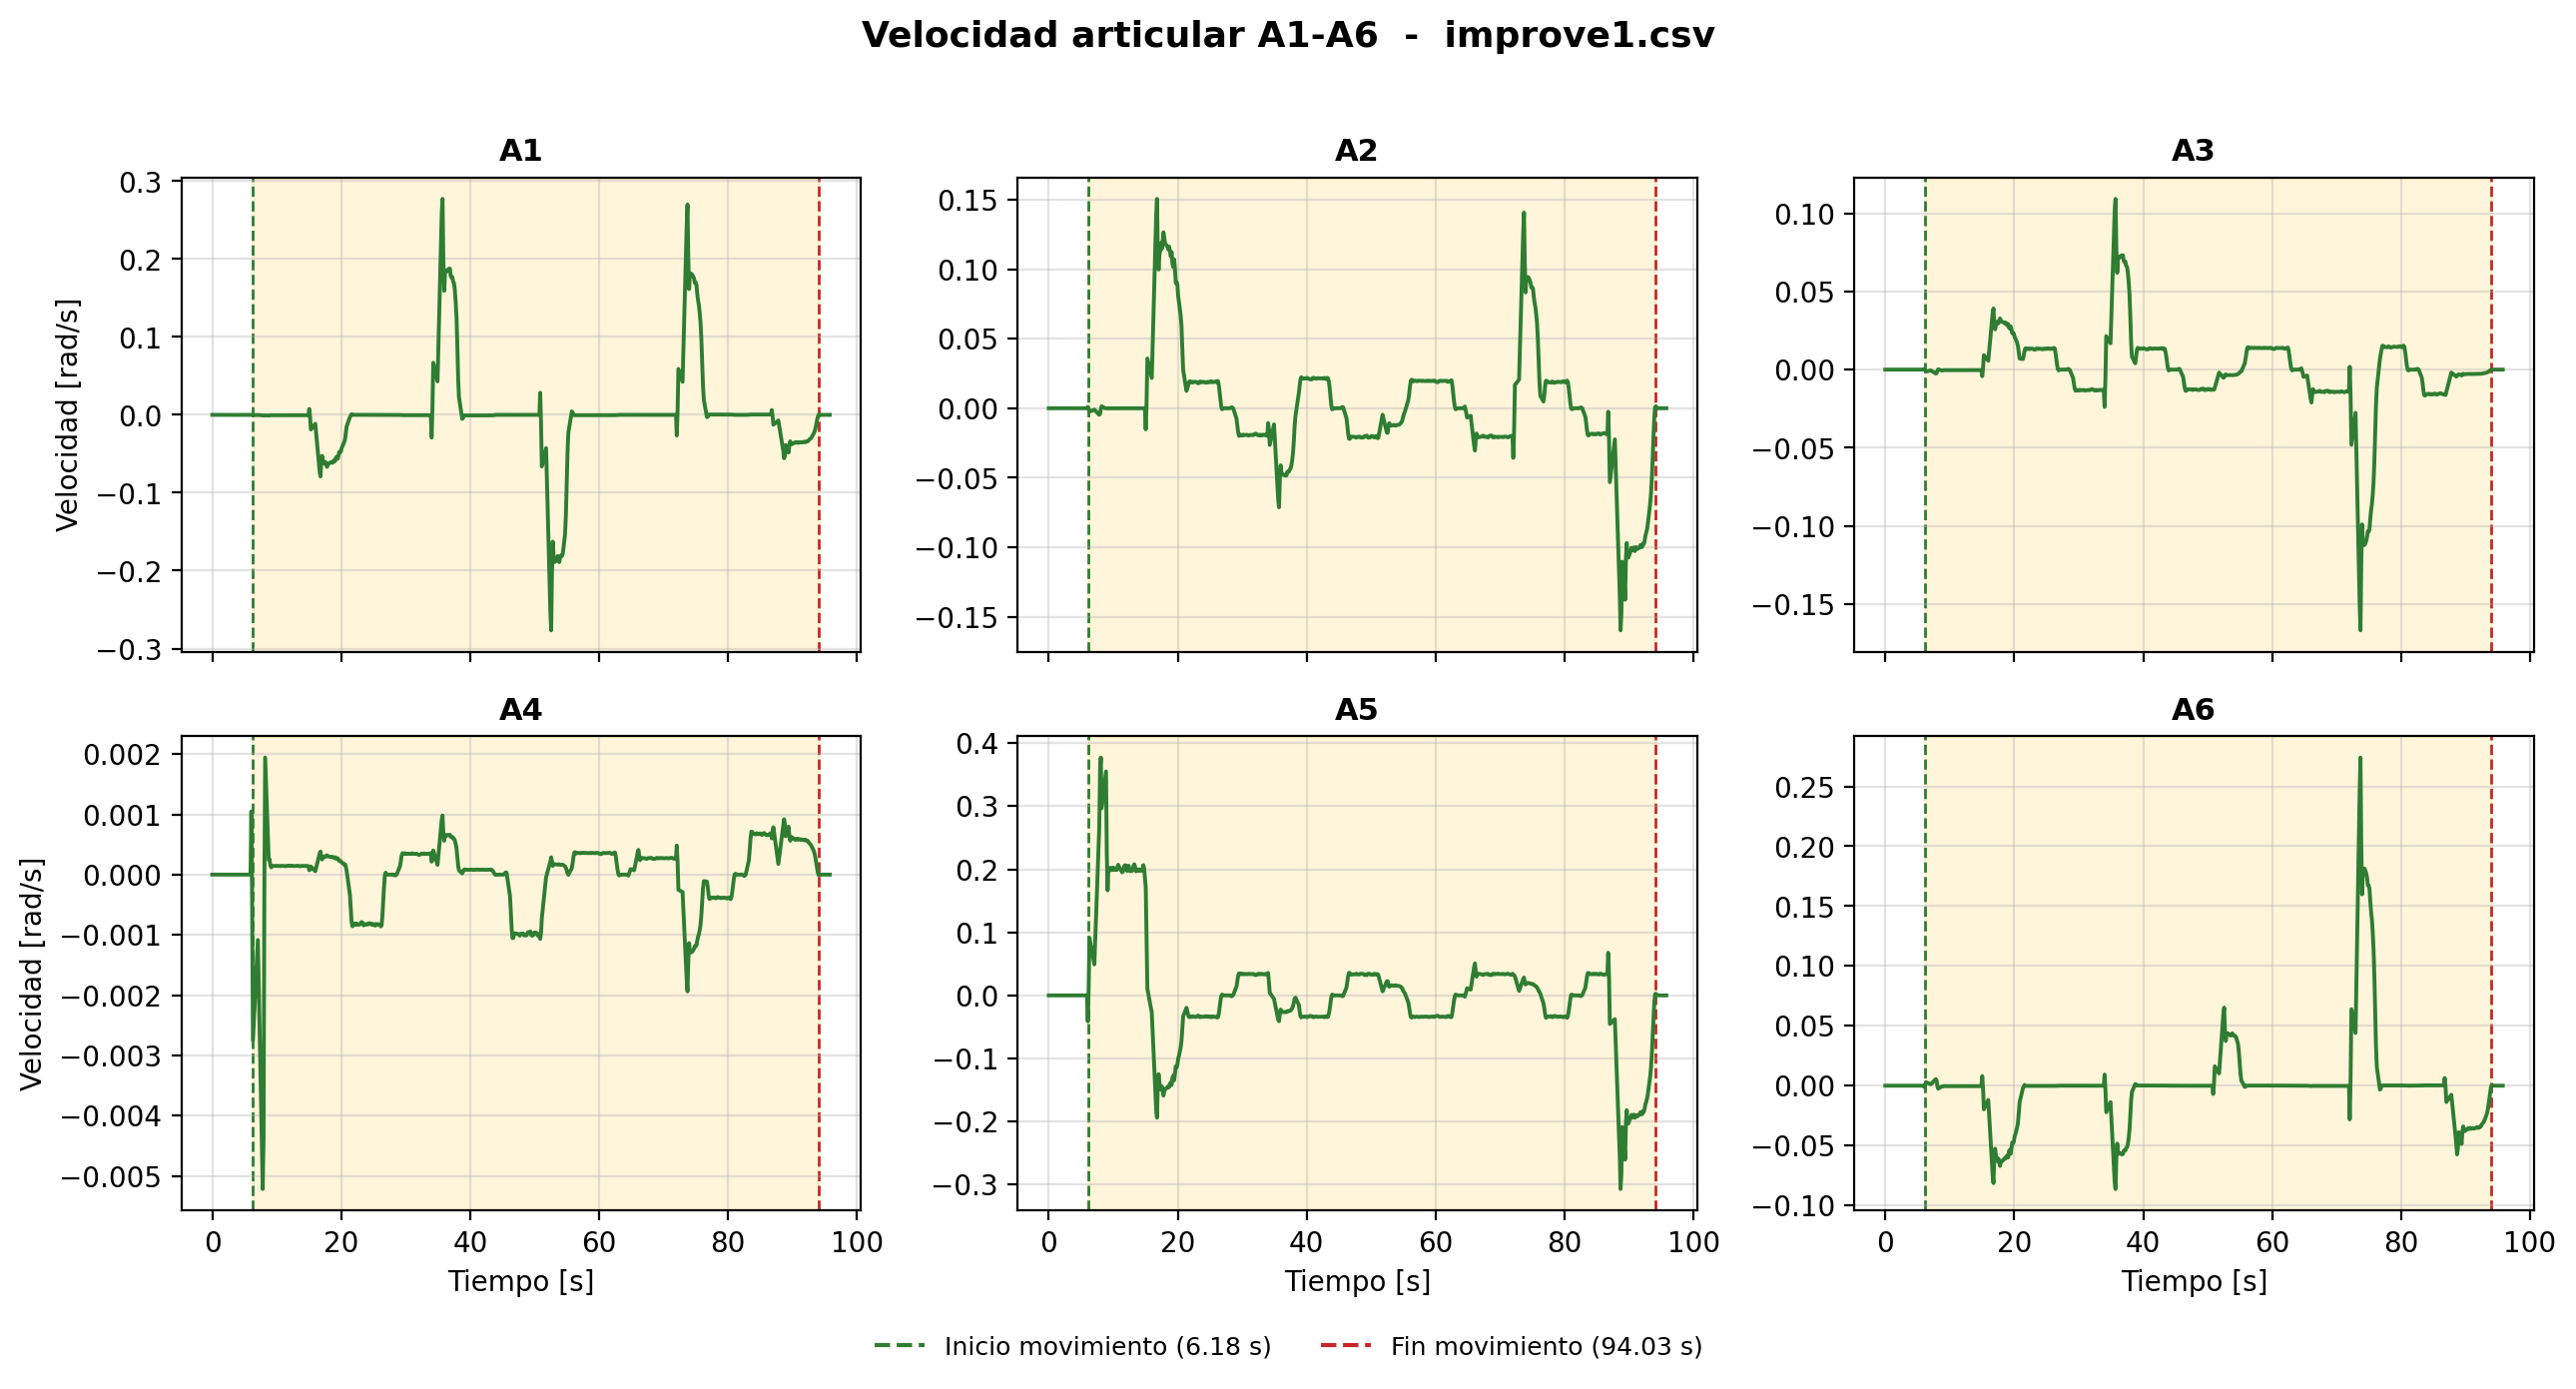 Velocidad articular A1-A6 - improve1.csv
A1
A2
A3
Velocidad [rad/s]
0.3
0.2
0.1
0.0
−0.1
−0.2
−0.3
0.15
0.10
0.05
0.00
−0.05
−0.10
−0.15
0.10
0.05
0.00
−0.05
−0.10
−0.15
A4
A5
A6
Velocidad [rad/s]
0.002
0.001
0.000
−0.001
−0.002
−0.003
−0.004
−0.005
0.4
0.3
0.2
0.1
0.0
−0.1
−0.2
−0.3
0.25
0.20
0.15
0.10
0.05
0.00
−0.05
−0.10
0 20 40 60 80 100
0 20 40 60 80 100
0 20 40 60 80 100
Tiempo [s]
Tiempo [s]
Tiempo [s]
Inicio movimiento (6.18 s)
Fin movimiento (94.03 s)